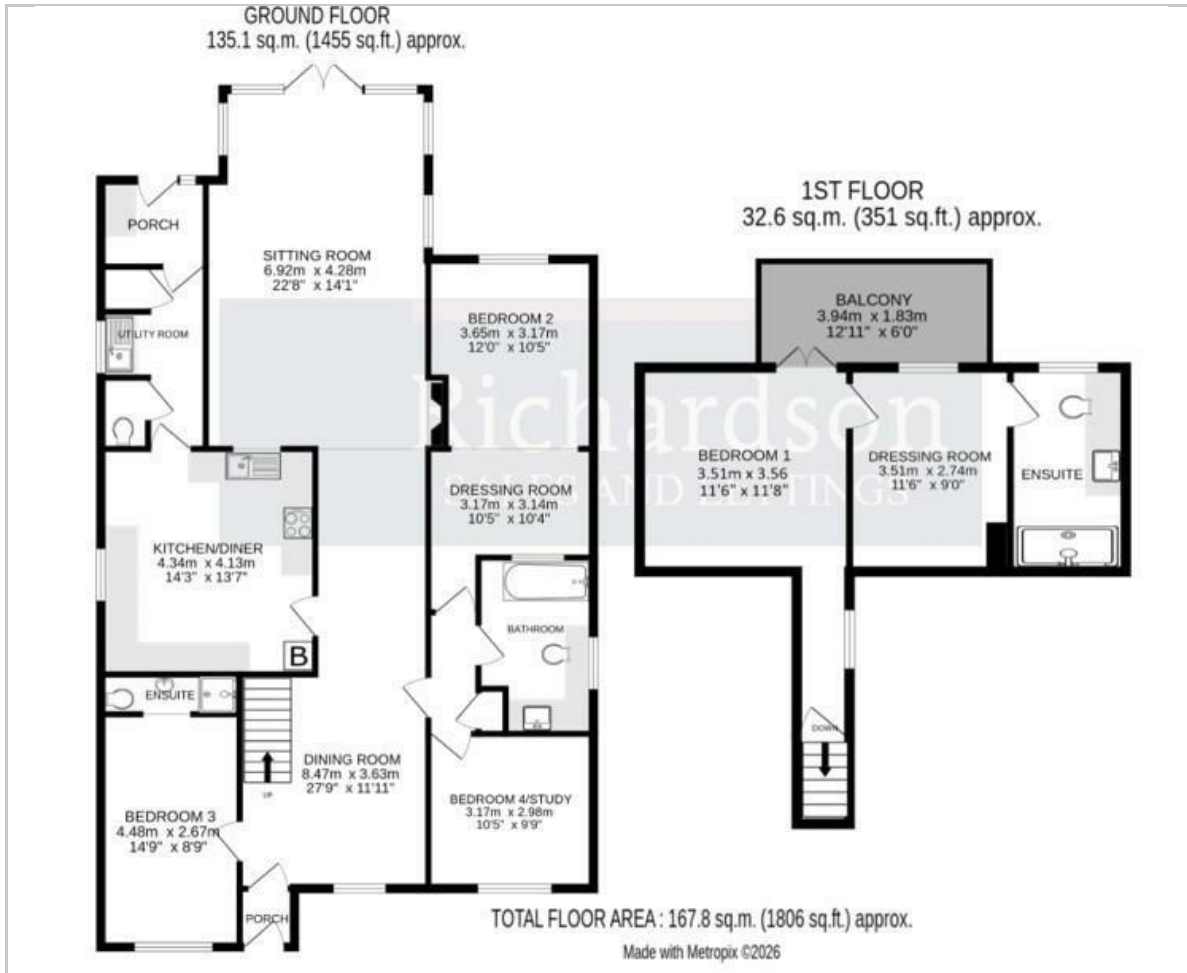 GROUND FLOOR
135.1 sq.m. (1455 sq.ft.) approx.
PORCH
SITTING ROOM
6.92m x 4.28m
22'8" x 14'1"
UTILITY ROOM
BEDROOM 2
3.65m x 3.17m
12'0" x 10'5"
DRESSING ROOM
3.17m x 3.14m
10'5" x 10'4"
KITCHEN/DINER
4.34m x 4.13m
14'3" x 13'7"
B
BATHROOM
ENSUITE
DINING ROOM
8.47m x 3.63m
27'9" x 11'11"
UP
BEDROOM 3
4.48m x 2.67m
14'9" x 8'9"
BEDROOM 4/STUDY
3.17m x 2.98m
10'5" x 9'9"
PORCH
1ST FLOOR
32.6 sq.m. (351 sq.ft.) approx.
BALCONY
3.94m x 1.83m
12'11" x 6'0"
BEDROOM 1
3.51m x 3.56
11'6" x 11'8"
DRESSING ROOM
3.51m x 2.74m
11'6" x 9'0"
ENSUITE
DOWN
Richardson
SALES AND LETTINGS
TOTAL FLOOR AREA : 167.8 sq.m. (1806 sq.ft.) approx.
Made with Metropix ©2026